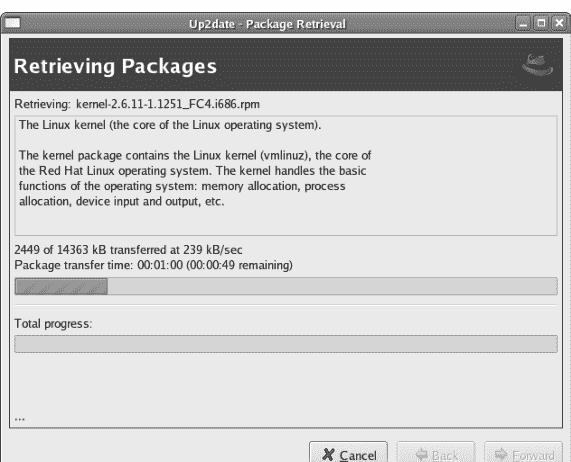 Up2date - Package Retrieval
Retrieving Packages
Retrieving: kernel-2.6.11-1.1251_FC4.i686.rpm
The Linux kernel (the core of the Linux operating system).
The kernel package contains the Linux kernel (vmlinuz), the core of
the Red Hat Linux operating system. The kernel handles the basic
functions of the operating system: memory allocation, process
allocation, device input and output, etc.
2449 of 14363 kB transferred at 239 kB/sec
Package transfer time: 00:01:00 (00:00:49 remaining)
Total progress:
...
Cancel
Back
Forward